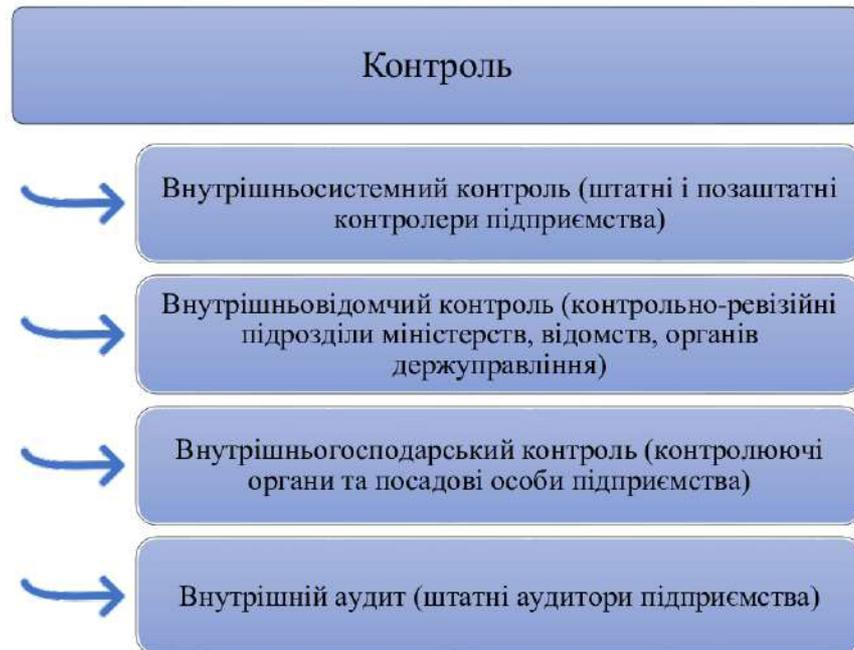 Контроль
Внутрішньосистемний контроль (штатні і позаштатні
контролери підприємства)
Внутрішньовідомчий контроль (контрольно-ревізійні
підрозділи міністерств, відомств, органів
держуправління)
Внутрішньогосподарський контроль (контролюючі
органи та посадові особи підприємства)
Внутрішній аудит (штатні аудитори підприємства)